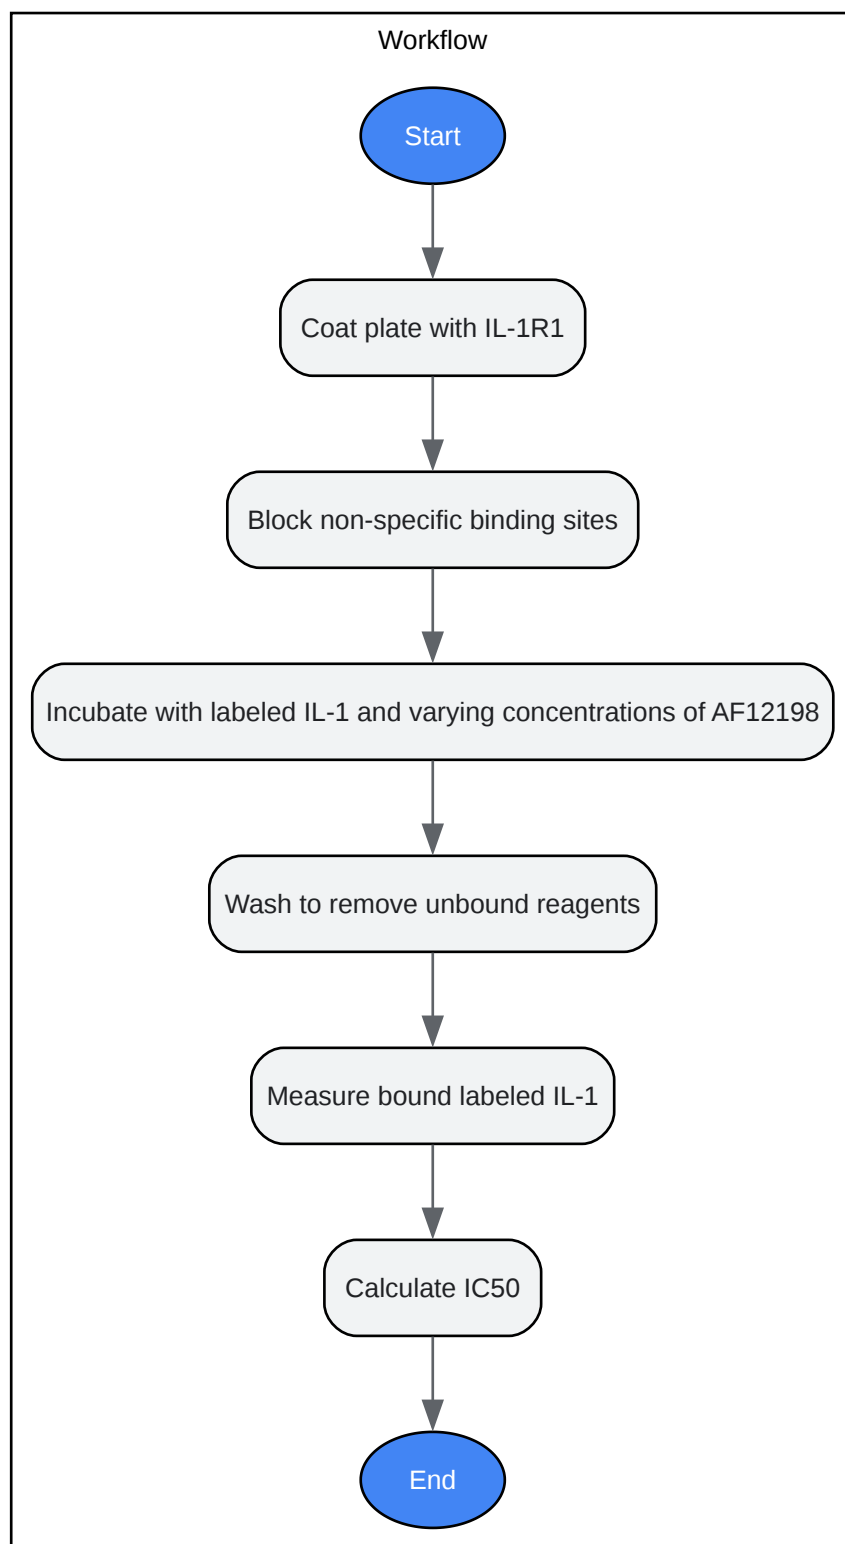 Workflow
Start
Coat plate with IL-1R1
Block non-specific binding sites
Incubate with labeled IL-1 and varying concentrations of AF12198
Wash to remove unbound reagents
Measure bound labeled IL-1
Calculate IC50
End